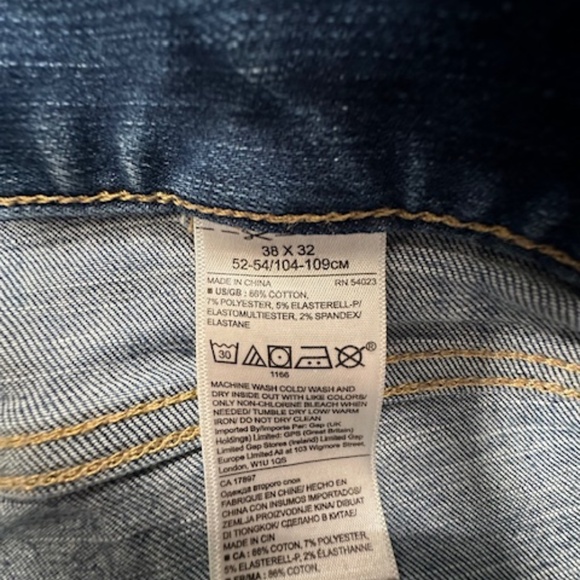 38 X 32
52-54/104-109CM
MADE IN CHINA RN 54023
■ US/GB : 86% COTTON,
7% POLYESTER, 5% ELASTERELL-P/
ELASTOMULTIESTER, 2% SPANDEX/
ELASTANE
30
®
1166
MACHINE WASH COLD/ WASH AND
DRY INSIDE OUT WITH LIKE COLORS/
ONLY NON-CHLORINE BLEACH WHEN
NEEDED/ TUMBLE DRY LOW/ WARM
IRON/ DO NOT DRY CLEAN
Imported By/Importe Par: Gap (UK
Holdings) Limited: GPS (Great Britain)
Limited Gap Stores (Ireland) Limited Gap
Europe Limited All at 103 Wigmore Street
London, W1U 1QS
CA 17897
Одежда второго слоя
FABRIQUE EN CHINE/ HECHO EN
CHINA CON INSUMOS IMPORTADOS/
ZEMLJA PROIZVODNJE KINA/ DIBUAT
DI TIONGKOK/ СДЕЛАНО В КИТАЕ/
MADE IN CIN
■ CA : 86% COTON, 7% POLYESTER,
5% ELASTERELL-P, 2% ÉLASTHANNE
86% COTON,